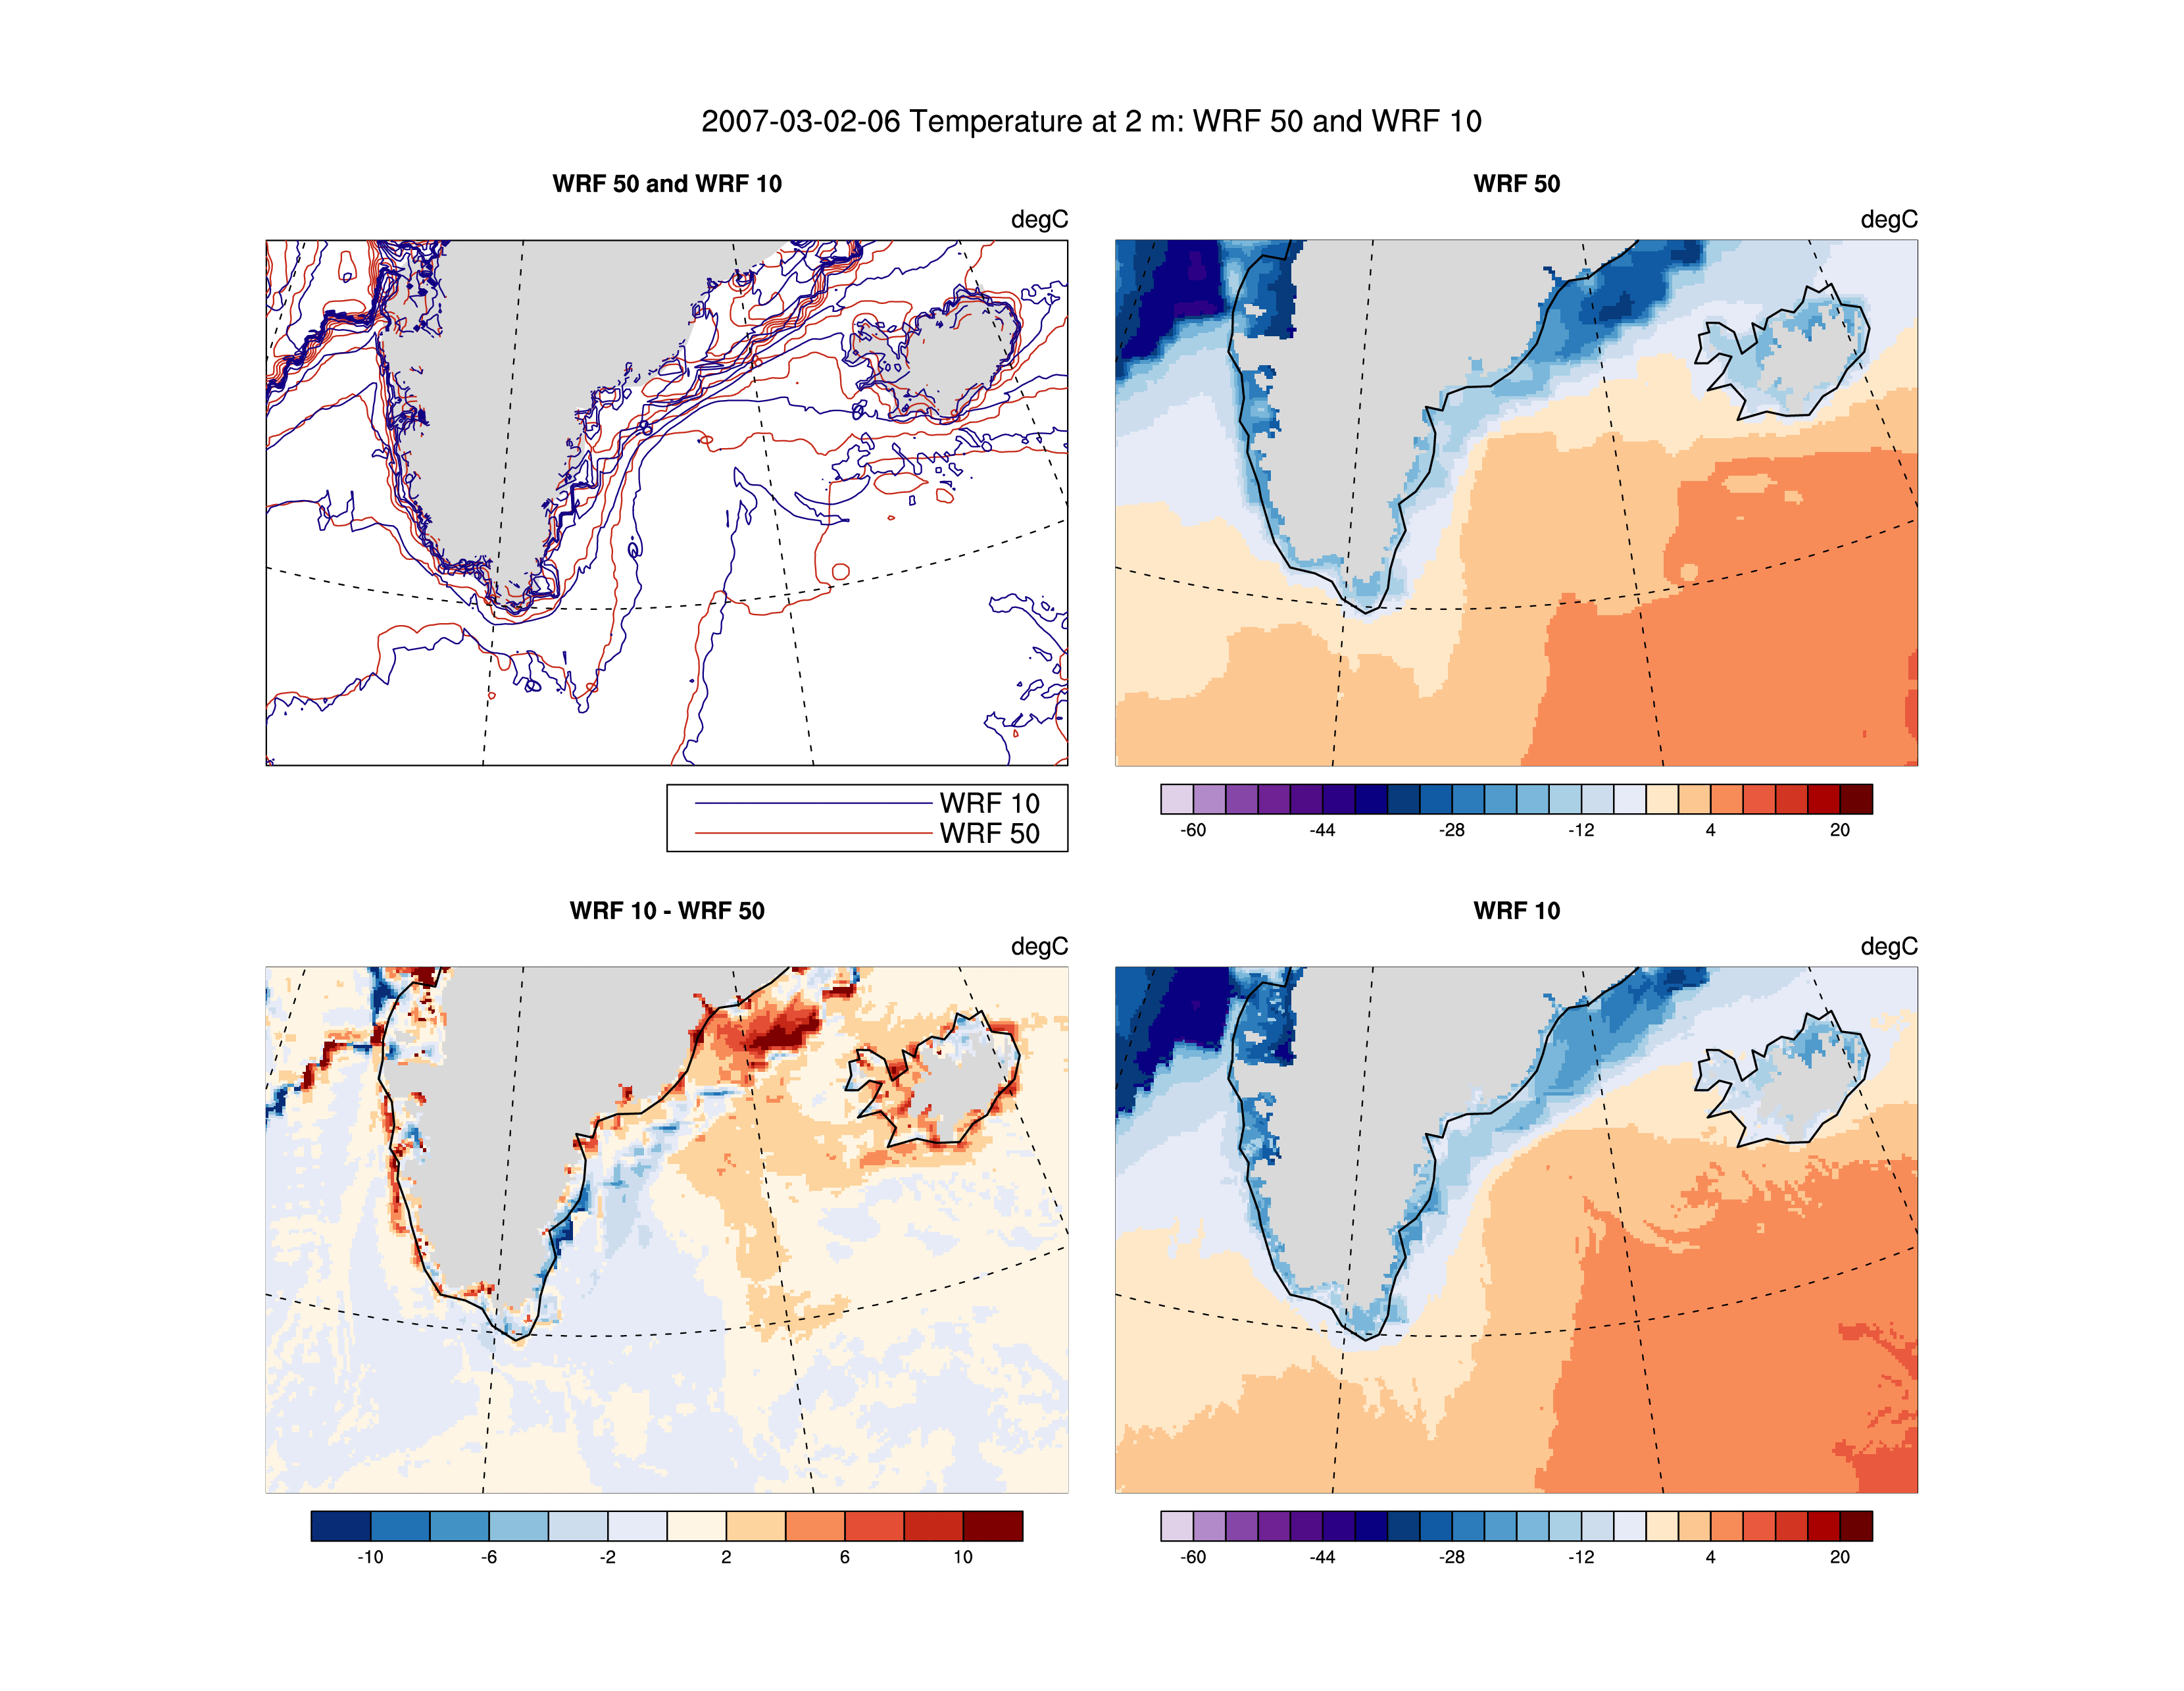 2007-03-02-06 Temperature at 2 m: WRF 50 and WRF 10
WRF 50 and WRF 10
degC
WRF 10
WRF 50
WRF 50
degC
-60 -44 -28 -12 4 20
WRF 10 - WRF 50
degC
-10 -6 -2 2 6 10
WRF 10
degC
-60 -44 -28 -12 4 20